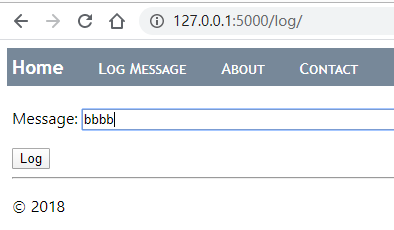 127.0.0.1:5000/log/
Home Log Message About Contact
Message: bbbb
Log
© 2018